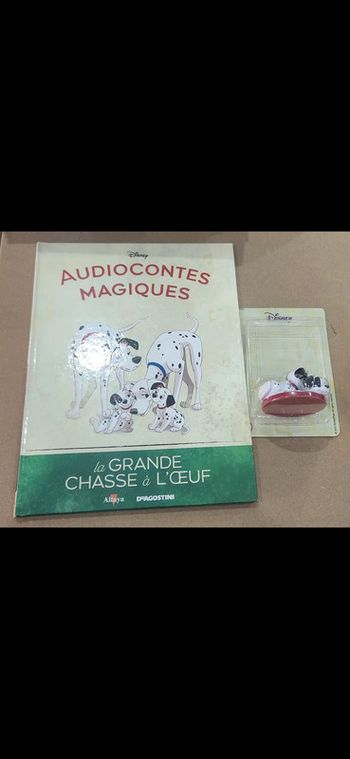 Disney
AUDIOCONTES
MAGIQUES
la GRANDE
CHASSE à L'ŒUF
Altaya DEAGOSTINI
Disney